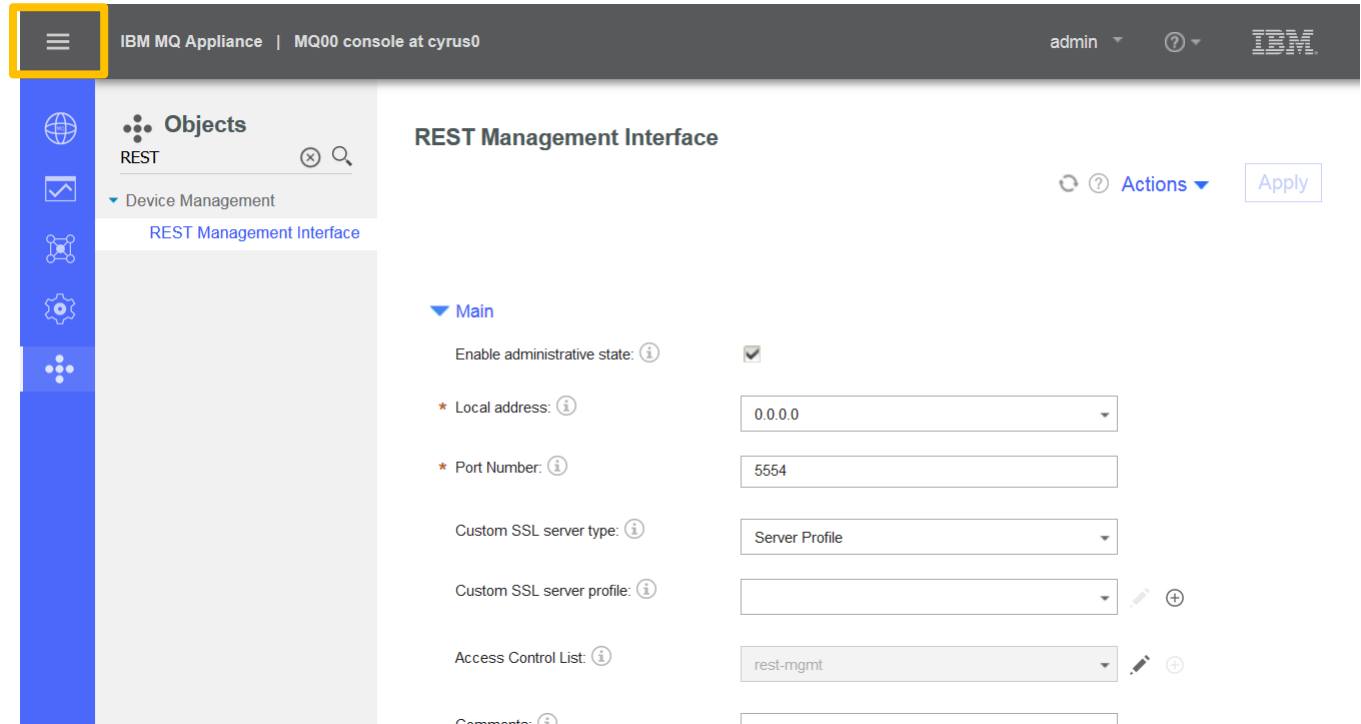 IBM MQ Appliance | MQ00 console at cyrus0
admin
IBM
Objects
REST
Device Management
REST Management Interface
REST Management Interface
Actions
Apply
Main
Enable administrative state:
* Local address:
0.0.0.0
* Port Number:
5554
Custom SSL server type:
Server Profile
Custom SSL server profile:
Access Control List:
rest-mgmt
Comments: